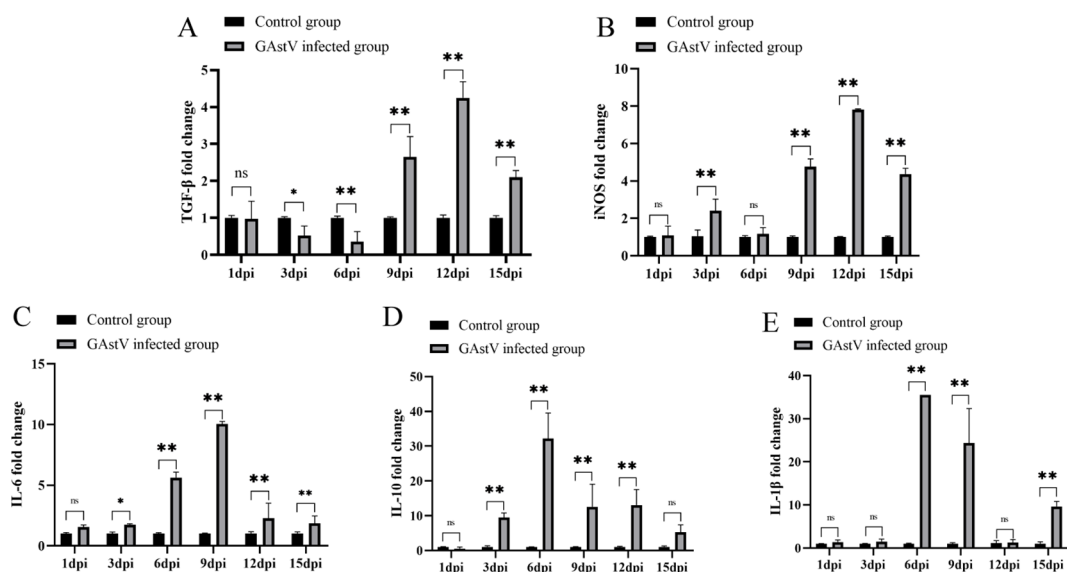 A
Control group
GAstV infected group
TGF-β fold change
5
4
3
2
1
0
ns
*
**
**
**
**
1dpi 3dpi 6dpi 9dpi 12dpi 15dpi
B
Control group
GAstV infected group
iNOS fold change
10
8
6
4
2
0
ns
**
ns
**
**
**
1dpi 3dpi 6dpi 9dpi 12dpi 15dpi
C
Control group
GAstV infected group
IL-6 fold change
15
10
5
0
ns
*
**
**
**
**
1dpi 3dpi 6dpi 9dpi 12dpi 15dpi
D
Control group
GAstV infected group
IL-10 fold change
50
40
30
20
10
0
ns
**
**
**
**
ns
1dpi 3dpi 6dpi 9dpi 12dpi 15dpi
E
Control group
GAstV infected group
IL-1β fold change
40
30
20
10
0
ns
ns
**
**
ns
**
1dpi 3dpi 6dpi 9dpi 12dpi 15dpi